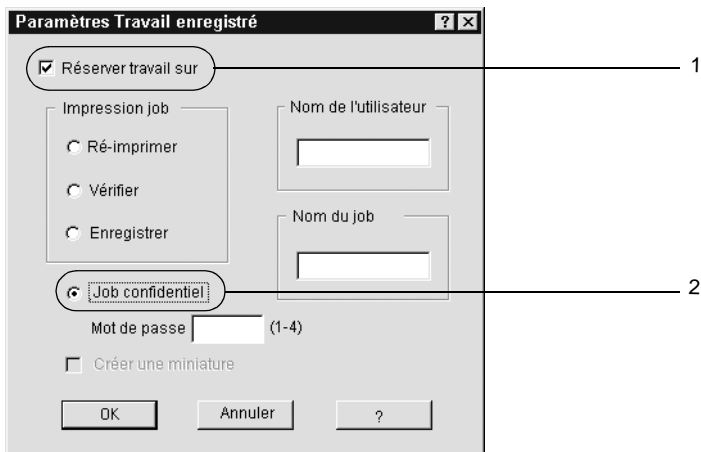 Paramètres Travail enregistré ? ×
Réserver travail sur
1
Impression job
Ré-imprimer
Vérifier
Enregistrer
Nom de l'utilisateur
Nom du job
Job confidentiel
2
Mot de passe (1-4)
Créer une miniature
OK Annuler ?